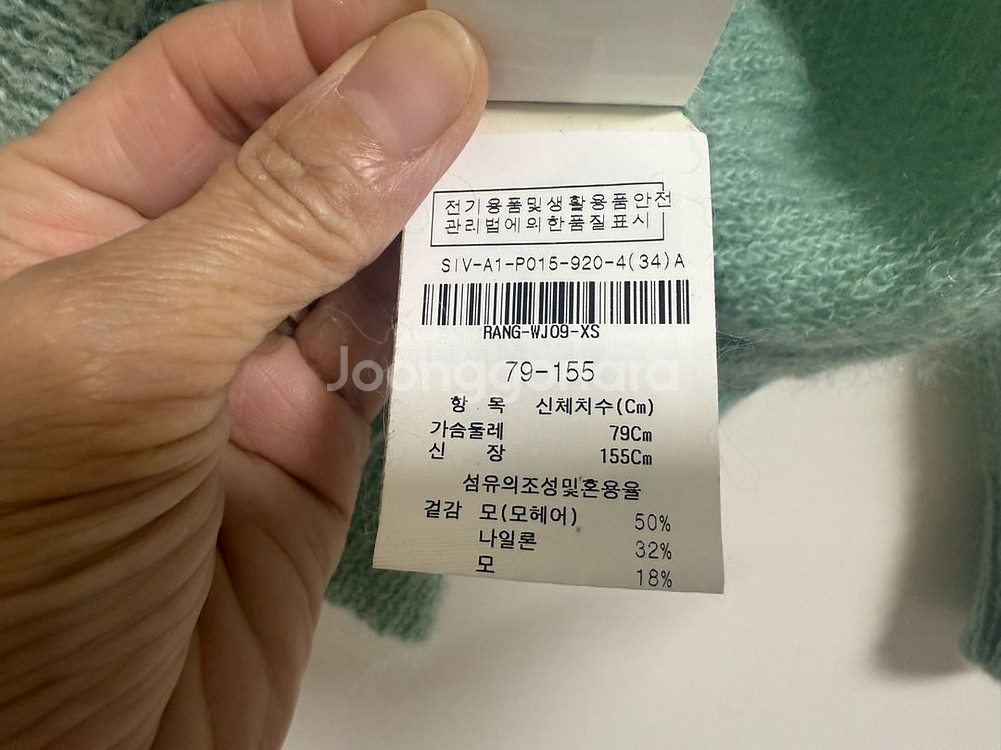 전기용품및생활용품안전
관리법에의한품질표시
SIV-A1-P015-920-4(34)A
RANG-WJ09-XS
Joonggonara
79-155
항 목 신체치수(Cm)
가슴둘레 79Cm
신 장 155Cm
섬유의조성및혼용율
겉감 모(모헤어) 50%
나일론 32%
모 18%